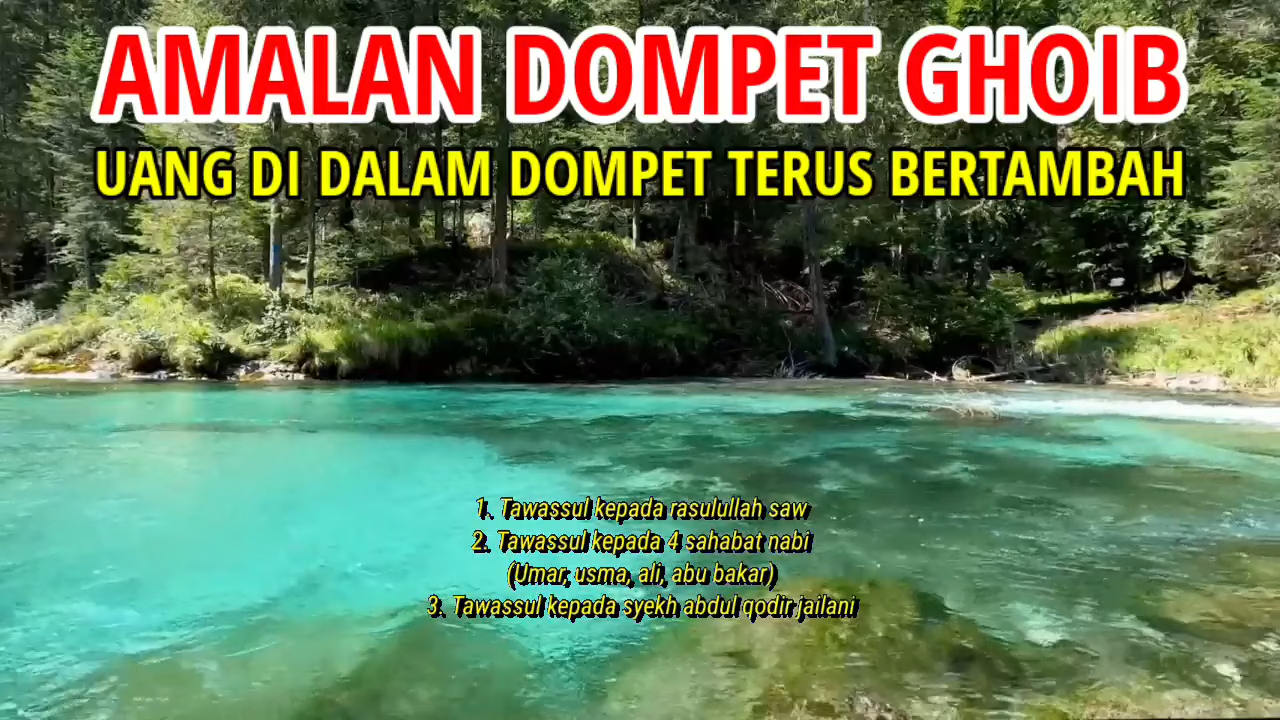 AMALAN DOMPET GHOIB
UANG DI DALAM DOMPET TERUS BERTAMBAH
1. Tawassul kepada rasulullah saw
2. Tawassul kepada 4 sahabat nabi
(Umar, usma, ali, abu bakar)
3. Tawassul kepada syekh abdul qodir jailani